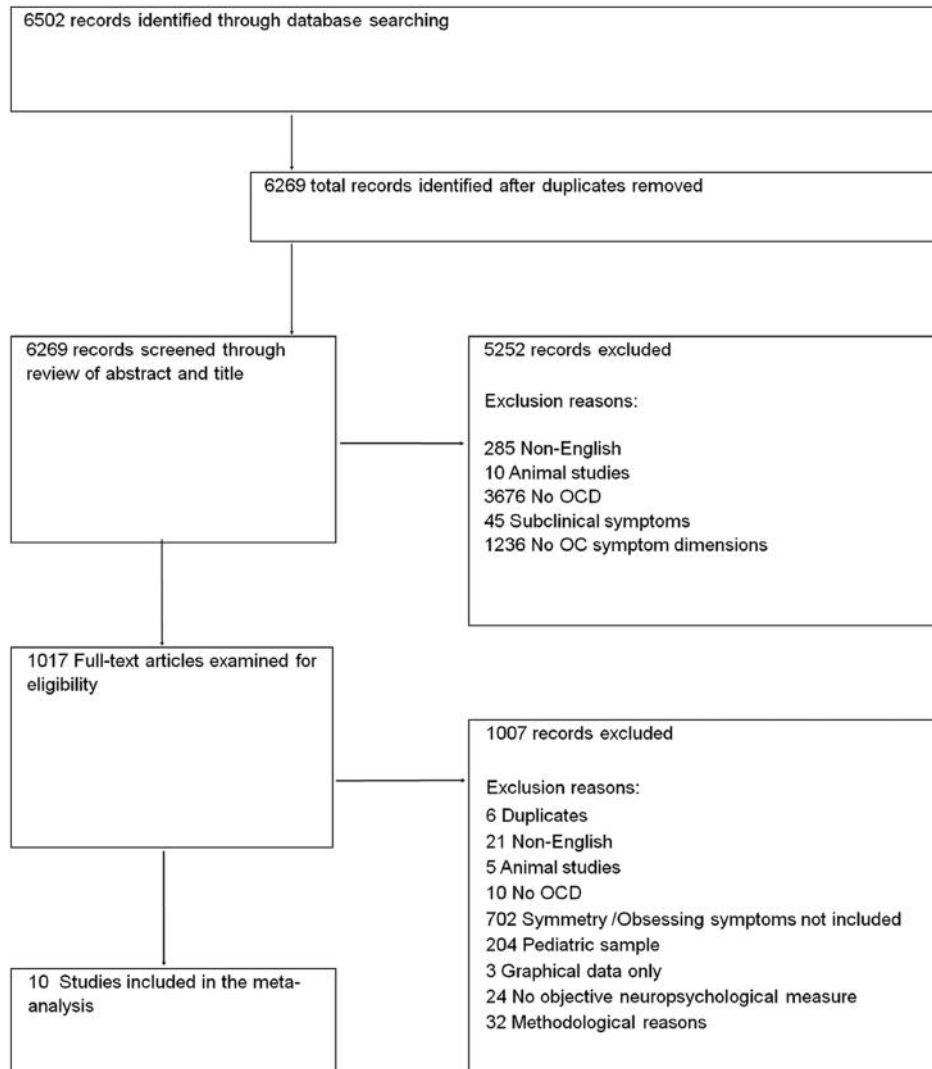 6502 records identified through database searching
6269 total records identified after duplicates removed
6269 records screened through
review of abstract and title
5252 records excluded
Exclusion reasons:
285 Non-English
10 Animal studies
3676 No OCD
45 Subclinical symptoms
1236 No OC symptom dimensions
1017 Full-text articles examined for
eligibility
1007 records excluded
Exclusion reasons:
6 Duplicates
21 Non-English
5 Animal studies
10 No OCD
702 Symmetry /Obsessing symptoms not included
204 Pediatric sample
3 Graphical data only
24 No objective neuropsychological measure
32 Methodological reasons
10 Studies included in the meta-
analysis